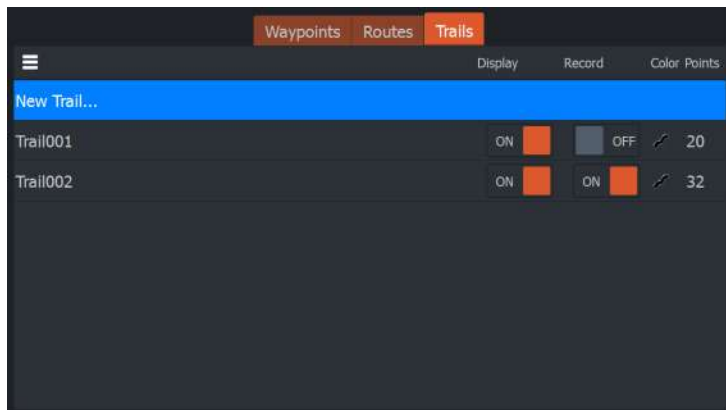 Waypoints Routes Trails
Display Record Color Points
New Trail...
Trail001 ON OFF 20
Trail002 ON ON 32